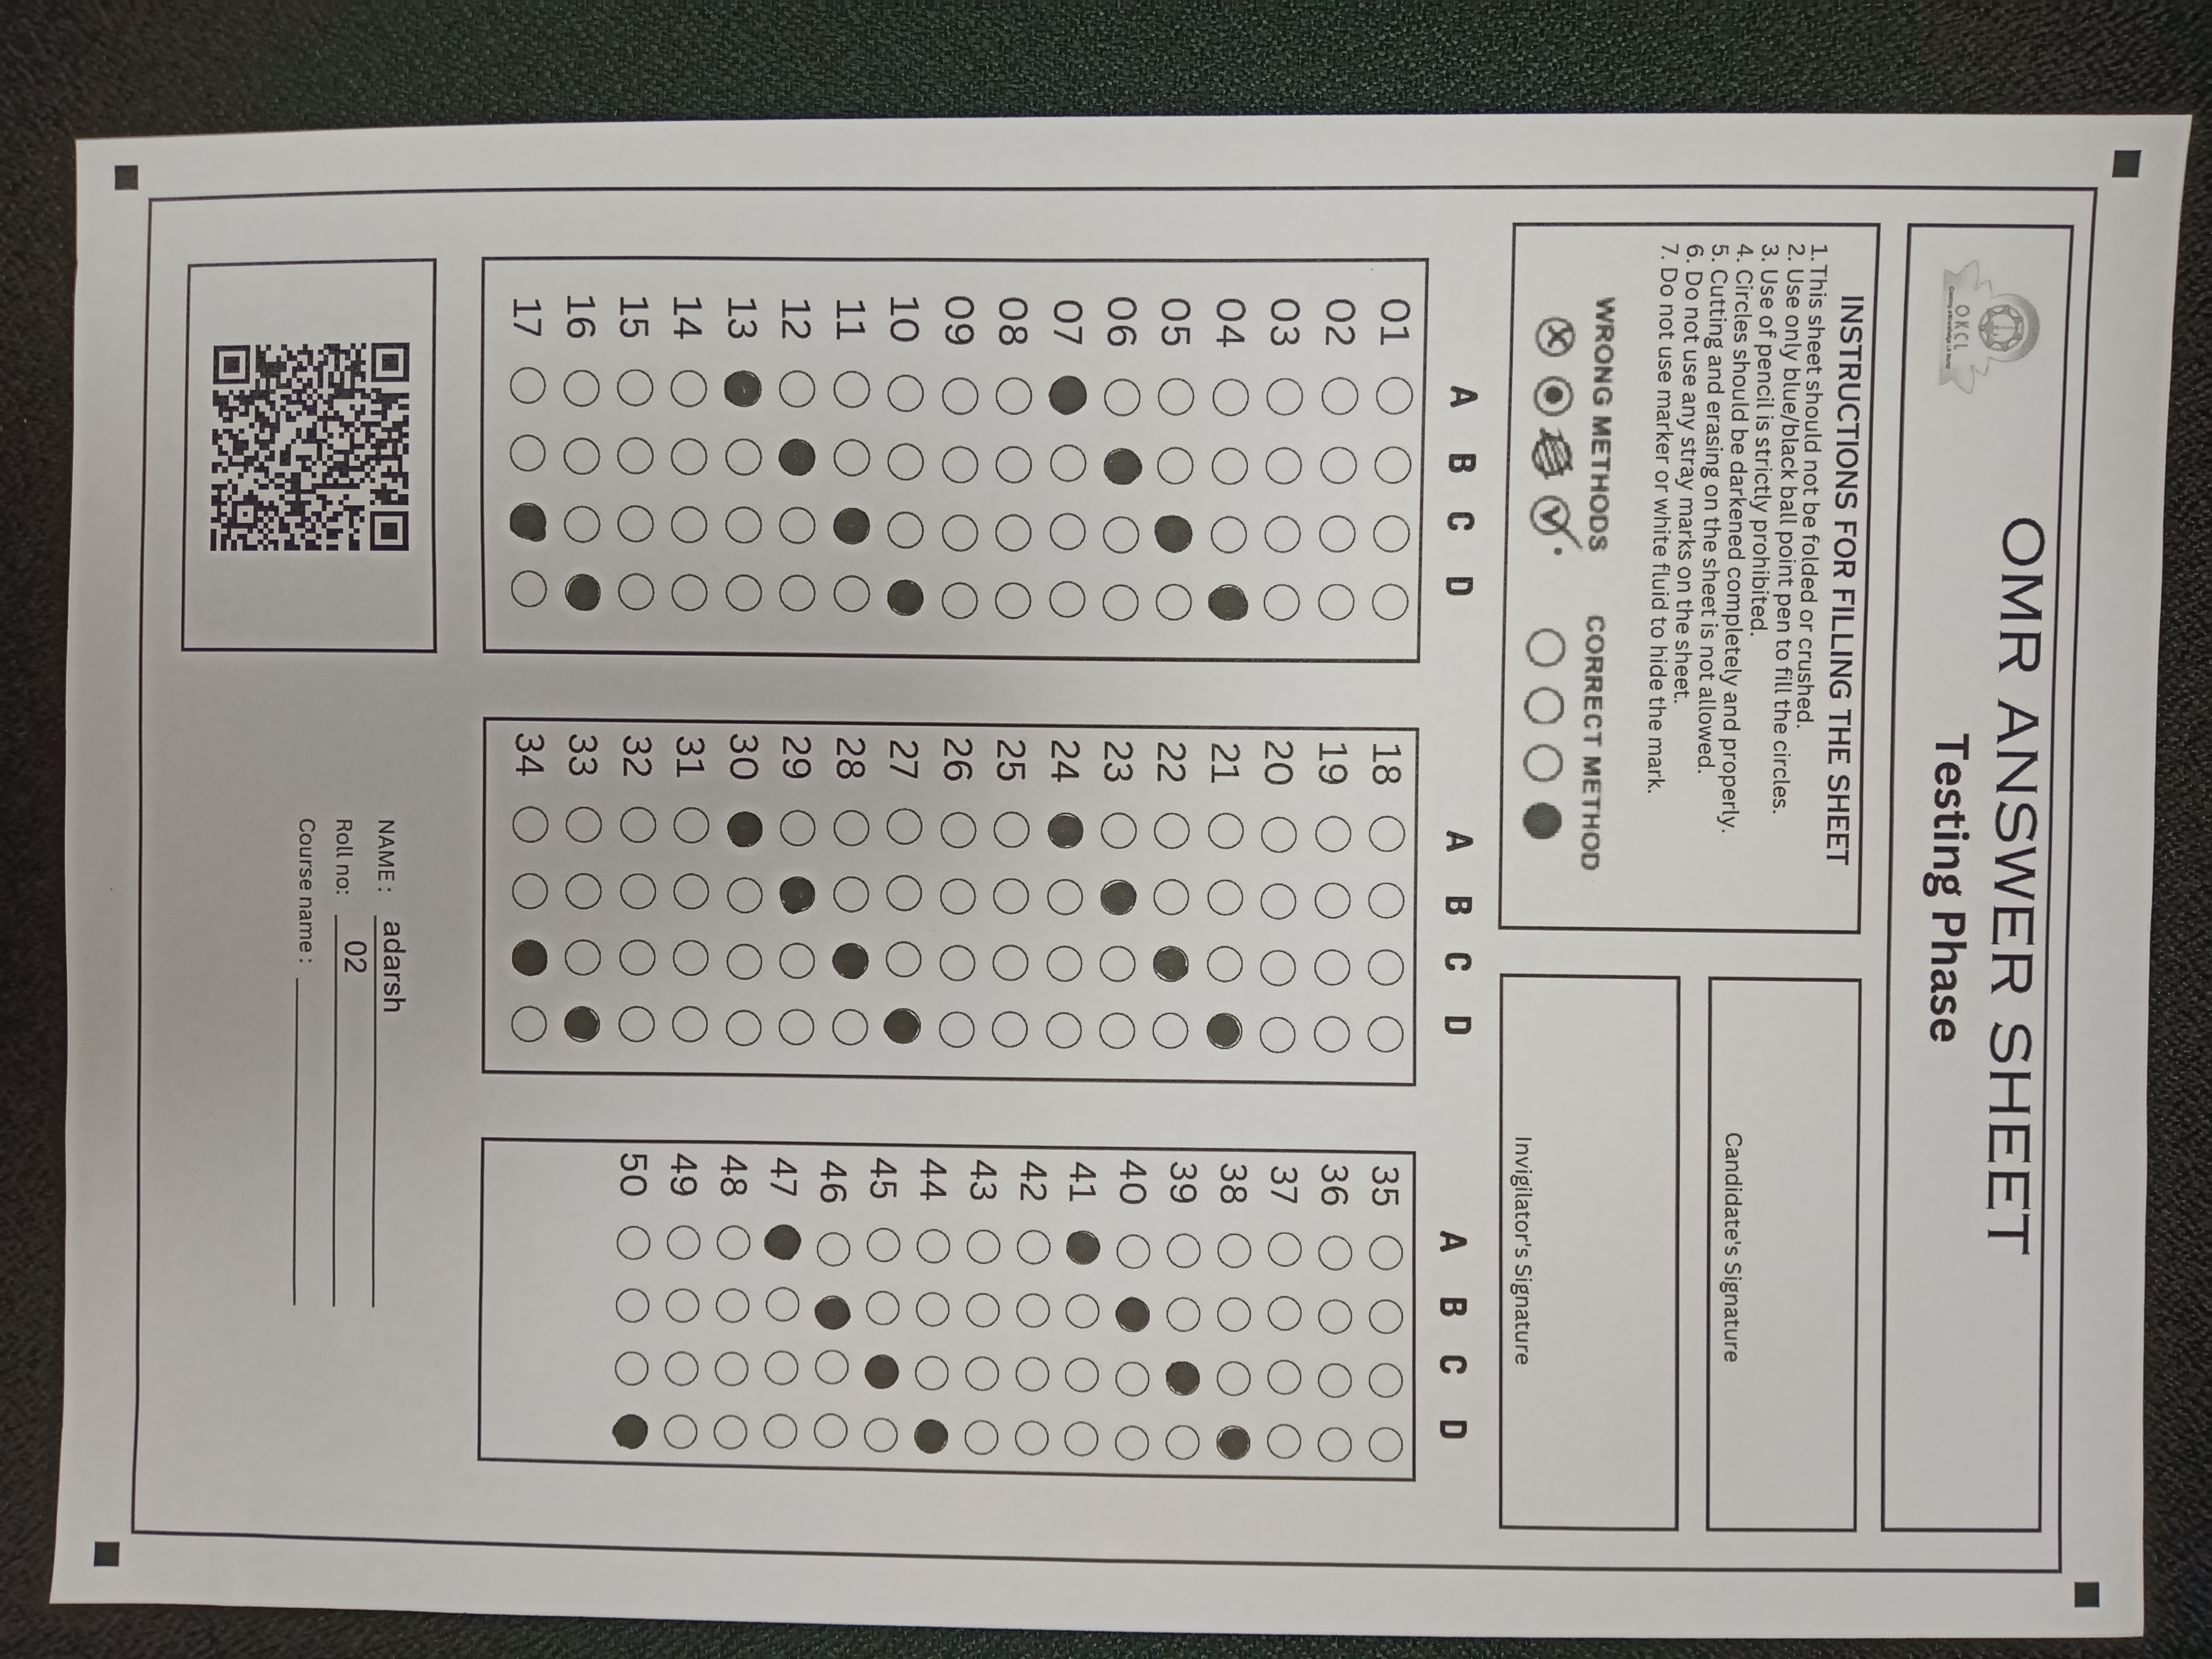 OMR ANSWER SHEET
Testing Phase
OKCL
INSTRUCTIONS FOR FILLING THE SHEET
1.This sheet should not be folded or crushed.
2. Use only blue/black ball point pen to fill the circles.
3. Use of pencil is strictly prohibited.
4. Circles should be darkened completely and properly.
5. Cutting and erasing on the sheet is not allowed.
6. Do not use any stray marks on the sheet.
7. Do not use marker or white fluid to hide the mark.
WRONG METHODS CORRECT METHOD
Candidate's Signature
Invigilator's Signature
A B C D
01
02
03
04
05
06
07
08
09
10
11
12
13
14
15
16
17
A B C D
18
19
20
21
22
23
24
25
26
27
28
29
30
31
32
33
34
A B C D
35
36
37
38
39
40
41
42
43
44
45
46
47
48
49
50
NAME : adarsh
Roll no: 02
Course name :